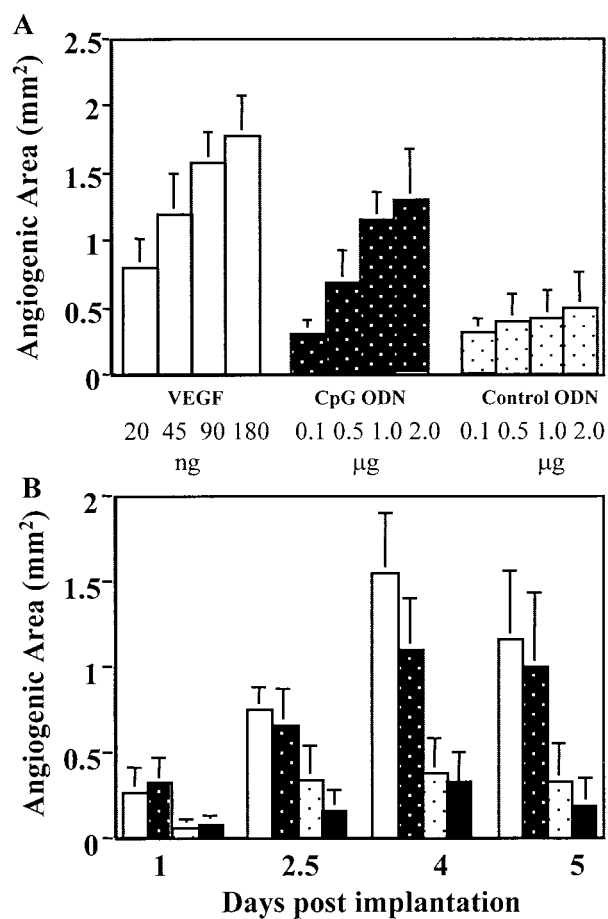 A
Angiogenic Area (mm²)
2.5
2
1.5
1
0.5
0
VEGF CpG ODN Control ODN
20 45 90 180 0.1 0.5 1.0 2.0 0.1 0.5 1.0 2.0
ng µg µg
B
Angiogenic Area (mm²)
2
1.5
1
0.5
0
1 2.5 4 5
Days post implantation